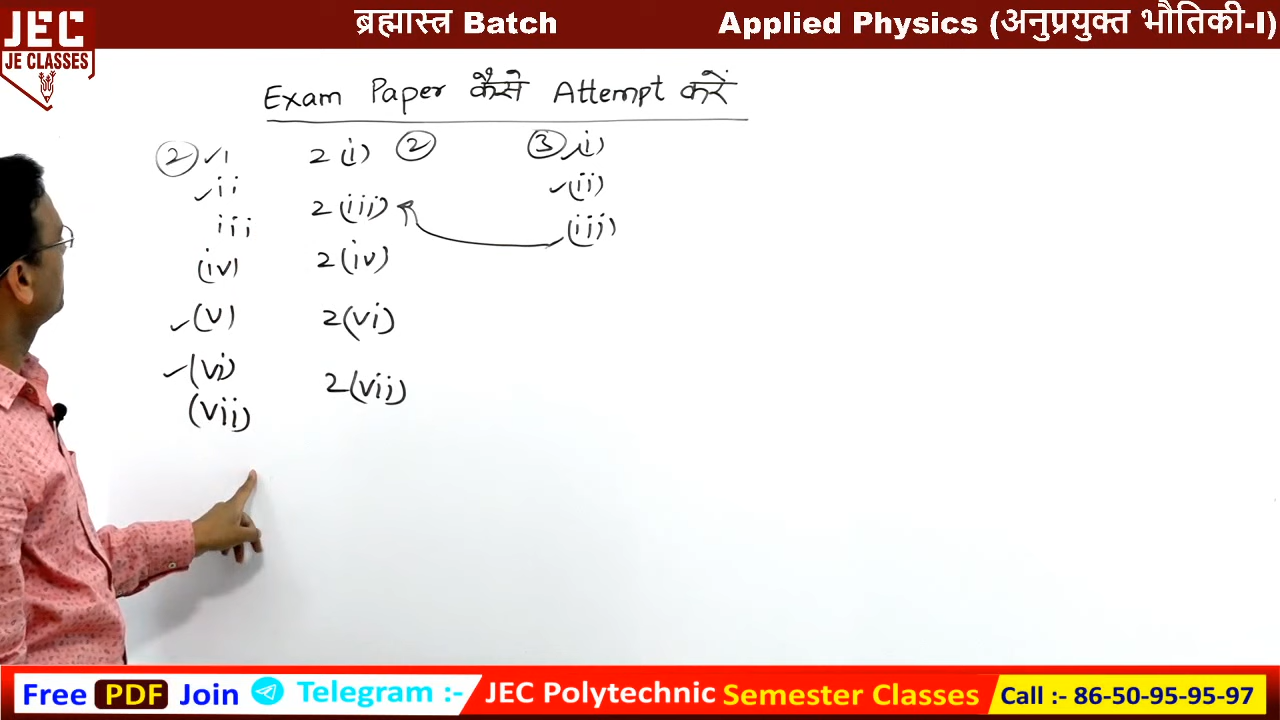 JEC
JE CLASSES
ब्रह्मास्त्र Batch
Applied Physics (अनुप्रयुक्त भौतिकी-I)
Exam Paper कैसे Attempt करें
2 ✓ i
✓ ii
iii
(iv)
✓ (v)
✓ (vi)
(vii)
2 (i) 2
2 (iii)
2 (iv)
2 (vi)
2 (vii)
3 (i)
✓ (ii)
(iii)
Free PDF Join Telegram :- JEC Polytechnic Semester Classes Call :- 86-50-95-95-97